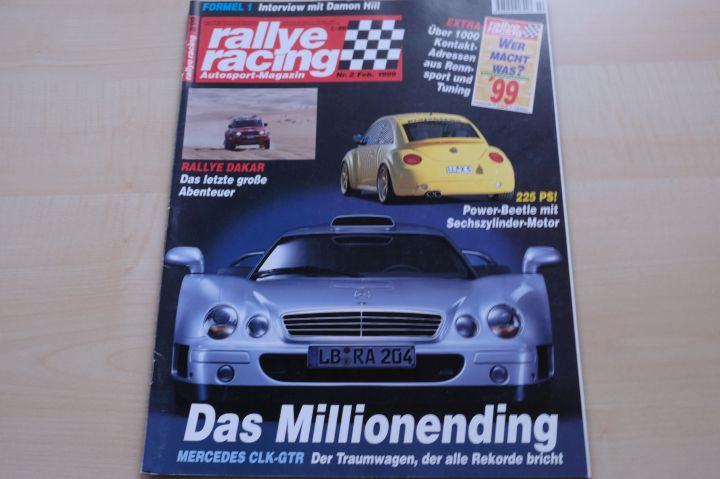 FORMEL 1 Interview mit Damon Hill
rallye racing
rallye
racing
Autosport-Magazin
Nr. 2 Feb. 1999
EXTRA
Über 1000
Kontakt-
Adressen
aus Renn-
sport und
Tuning
WER
MACHT
WAS?
'99
RALLYE DAKAR
Das letzte große
Abenteuer
225 PS!
Power-Beetle mit
Sechszylinder-Motor
LB RA 204
Das Millionending
MERCEDES CLK-GTR Der Traumwagen, der alle Rekorde bricht